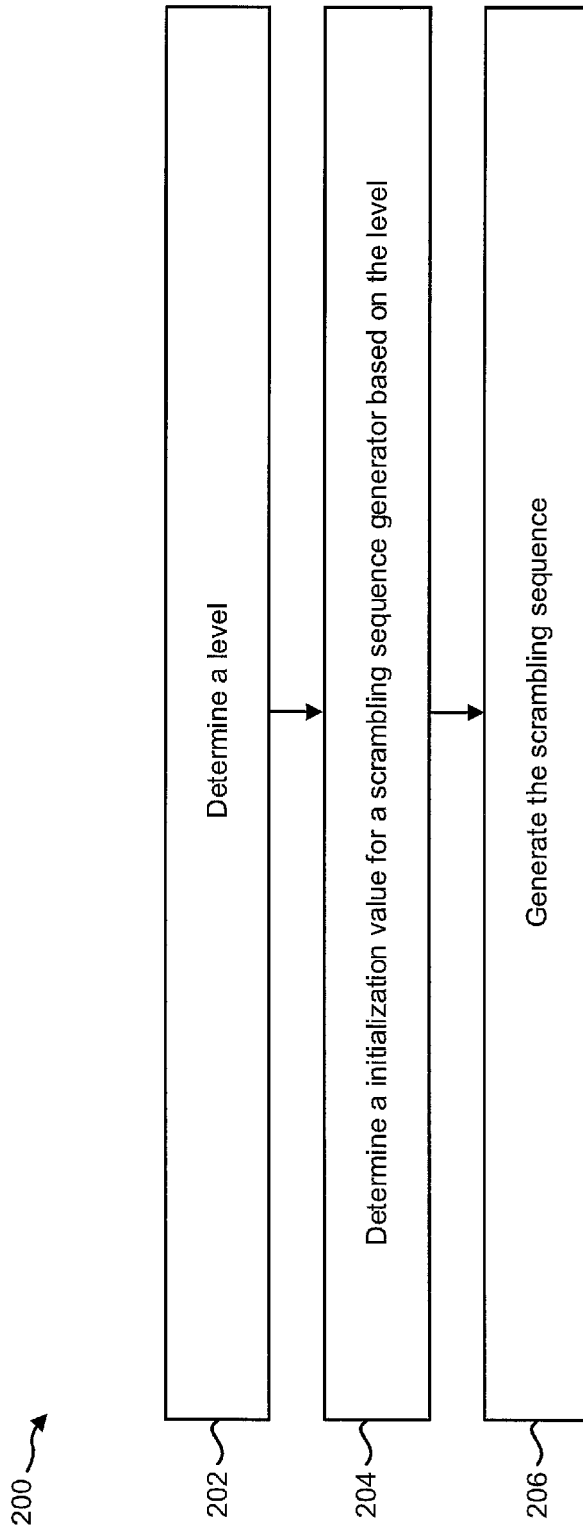 200
202
Determine a level
204
Determine a initialization value for a scrambling sequence generator based on the level
206
Generate the scrambling sequence